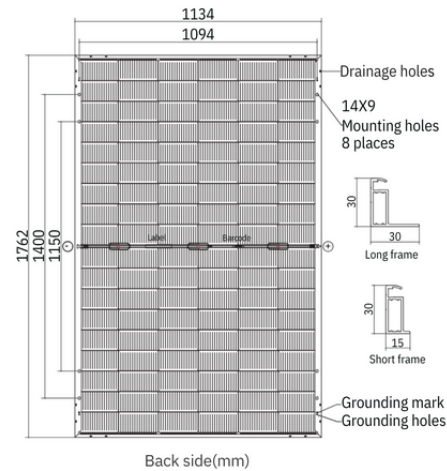 1134
1094
Drainage holes
14X9
Mounting holes
8 places
1762
1400
1150
Label
Barcode
-
+
30
30
Long frame
30
15
Short frame
Grounding mark
Grounding holes
Back side(mm)